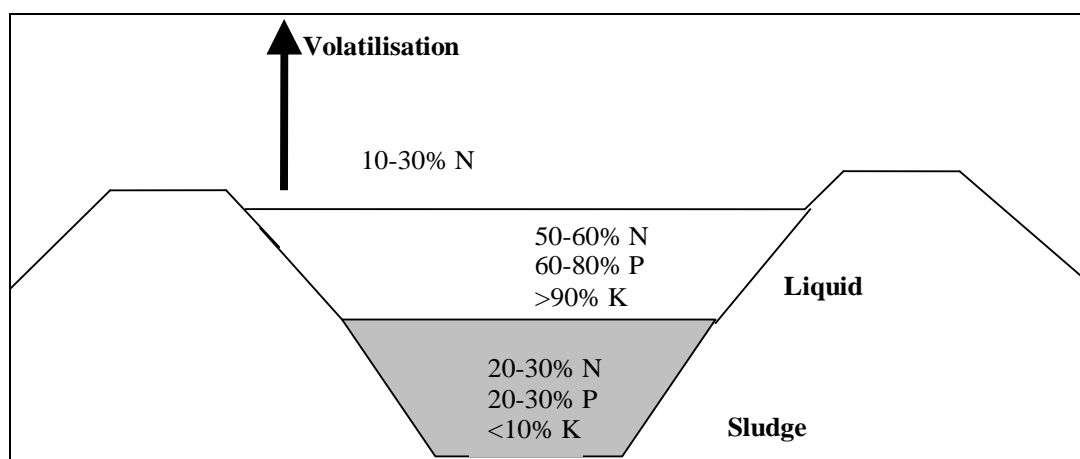 Volatilisation
10-30% N
50-60% N
60-80% P
>90% K
Liquid
20-30% N
20-30% P
<10% K
Sludge